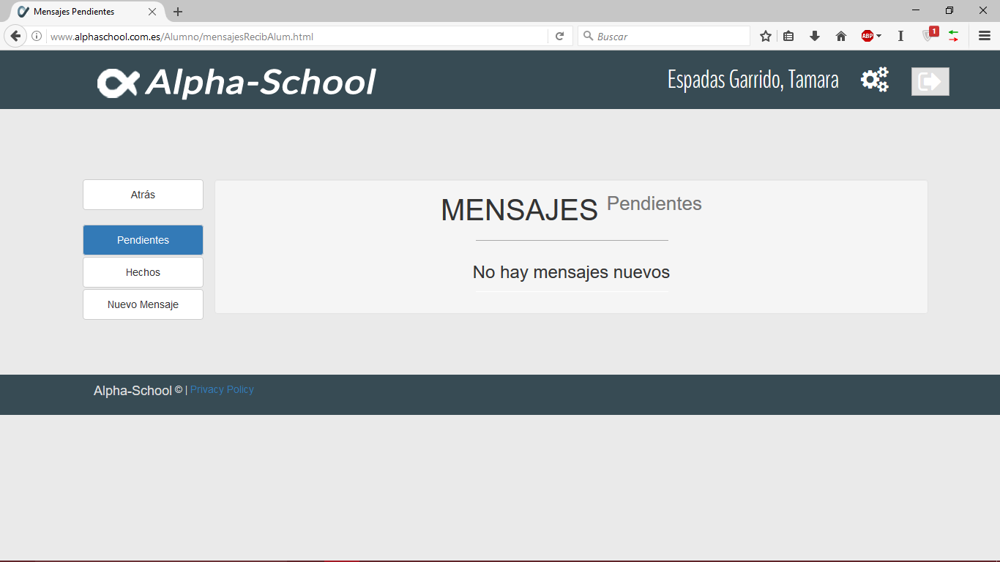 Mensajes Pendientes
www.alphaschool.com.es/Alumno/mensajesRecibAlum.html
Buscar
ABP
1
Alpha-School
Espadas Garrido, Tamara
Atrás
Pendientes
Hechos
Nuevo Mensaje
MENSAJES Pendientes
No hay mensajes nuevos
Alpha-School © | Privacy Policy